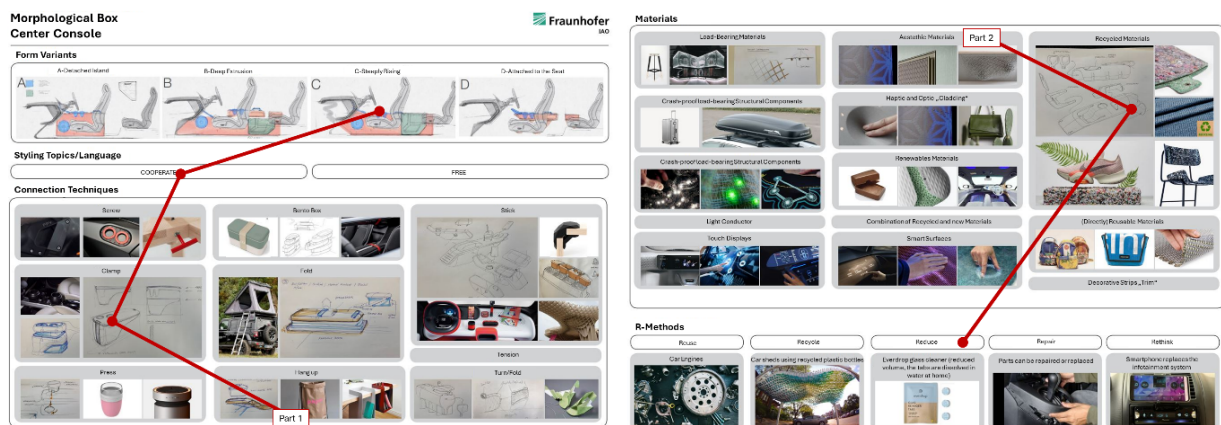 Morphological Box
Center Console
Fraunhofer
IAO
Form Variants
A-Detached Island
B-Deep Extrusion
C-Steeply Rising
D-Attached to the Seat
A
B
C
D
Styling Topics/Language
COOPERATE
FREE
Connection Techniques
Screw
Bento Box
Stick
Clamp
Fold
Tension
Press
Hang up
Turn/Fold
Part 1
Materials
Part 2
Load-Bearing Materials
Aestathic Materials
Recycled Materials
Crash-proof load-bearing Structural Components
Haptic and Optic „Cladding"
Crash-proof load-bearing Structural Components
Renewables Materials
Light Conductor
Combination of Recycled and new Materials
(Directly) Reusable Materials
Touch Displays
Smart Surfaces
Decorative Strips „Trim"
R-Methods
Reuse
Recycle
Reduce
Repair
Rethink
Car Engines
Car sheds using recycled plastic bottles
Everdrop glass cleaner (reduced
volume, the tabs are dissolved in
water at home)
Parts can be repaired or replaced
Smartphone replaces the
infotainment system